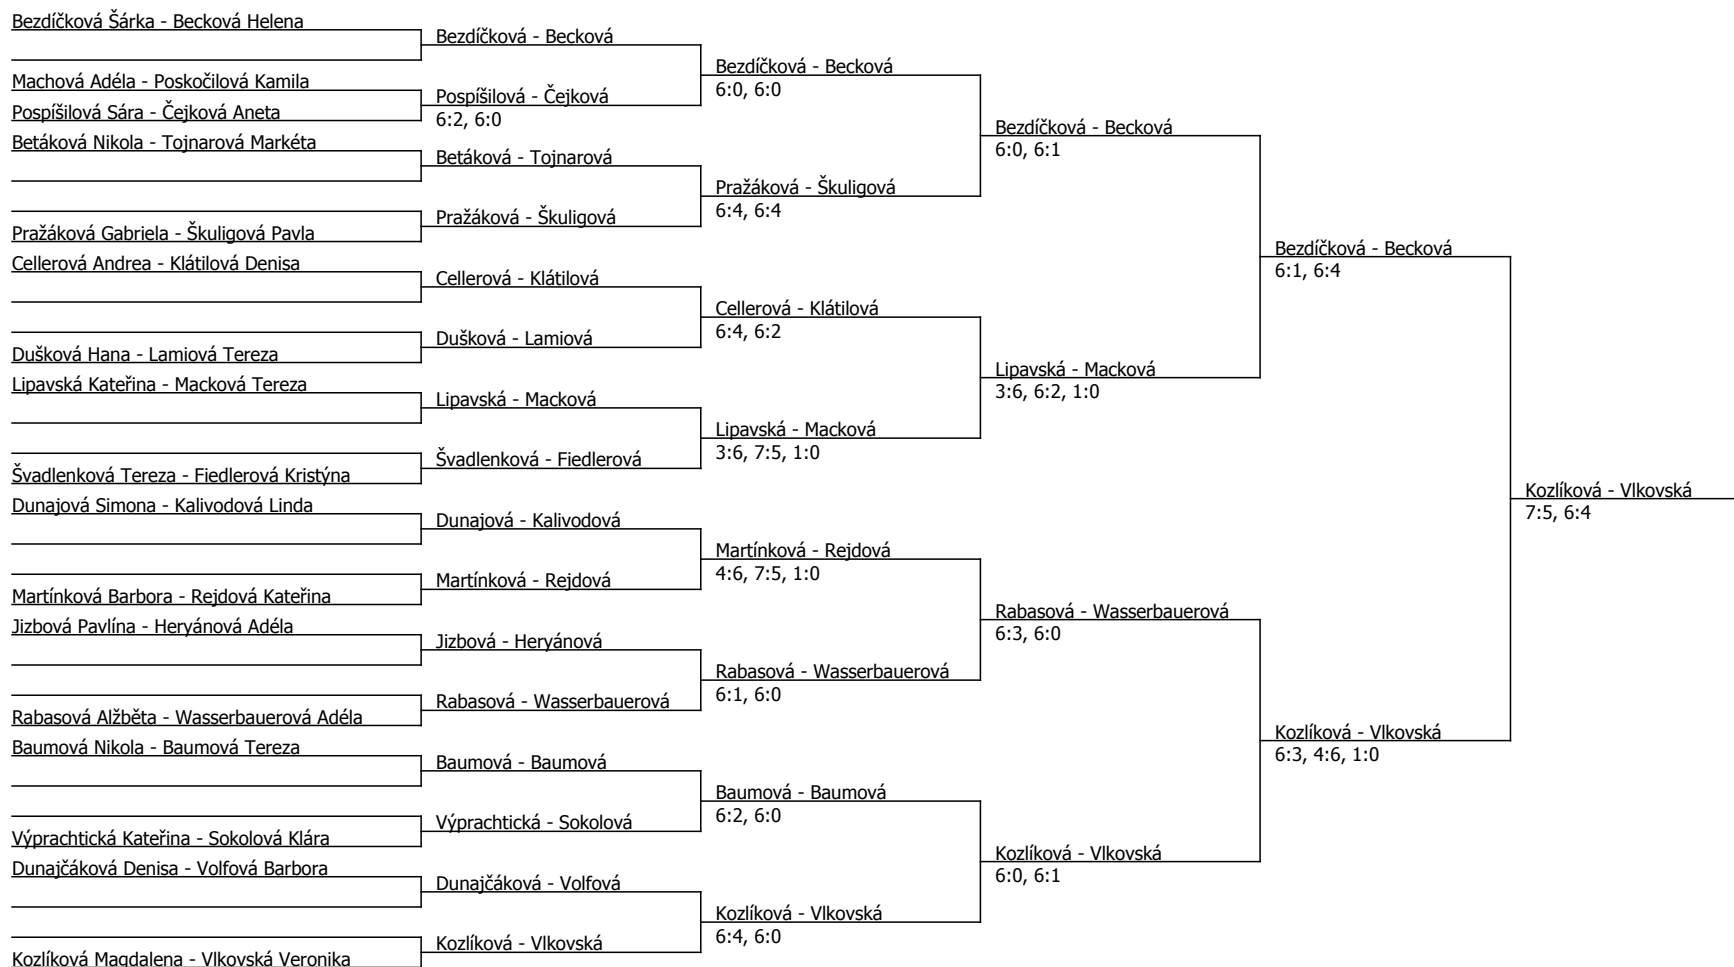 Bezdíčková Šárka - Becková Helena
Machová Adéla - Poskočilová Kamila
Pospíšilová Sára - Čejková Aneta
Betáková Nikola - Tojnarová Markéta
Pražáková Gabriela - Škuligová Pavla
Cellerová Andrea - Klátilová Denisa
Dušková Hana - Lamiová Tereza
Lipavská Kateřina - Macková Tereza
Švadlenková Tereza - Fiedlerová Kristýna
Dunajová Simona - Kalivodová Linda
Martínková Barbora - Rejdová Kateřina
Jizbová Pavlína - Heryánová Adéla
Rabasová Alžběta - Wasserbauerová Adéla
Baumová Nikola - Baumová Tereza
Výprachtická Kateřina - Sokolová Klára
Dunajčáková Denisa - Volfová Barbora
Kozlíková Magdalena - Vlkovská Veronika
Bezdíčková - Becková
Pospíšilová - Čejková
6:2, 6:0
Betáková - Tojnarová
Pražáková - Škuligová
Cellerová - Klátilová
Dušková - Lamiová
Lipavská - Macková
Švadlenková - Fiedlerová
Dunajová - Kalivodová
Martínková - Rejdová
Jizbová - Heryánová
Rabasová - Wasserbauerová
Baumová - Baumová
Výprachtická - Sokolová
Dunajčáková - Volfová
Kozlíková - Vlkovská
Bezdíčková - Becková
6:0, 6:0
Pražáková - Škuligová
6:4, 6:4
Cellerová - Klátilová
6:4, 6:2
Lipavská - Macková
3:6, 7:5, 1:0
Martínková - Rejdová
4:6, 7:5, 1:0
Rabasová - Wasserbauerová
6:1, 6:0
Baumová - Baumová
6:2, 6:0
Kozlíková - Vlkovská
6:4, 6:0
Bezdíčková - Becková
6:0, 6:1
Lipavská - Macková
3:6, 6:2, 1:0
Rabasová - Wasserbauerová
6:3, 6:0
Kozlíková - Vlkovská
6:0, 6:1
Bezdíčková - Becková
6:1, 6:4
Kozlíková - Vlkovská
6:3, 4:6, 1:0
Kozlíková - Vlkovská
7:5, 6:4